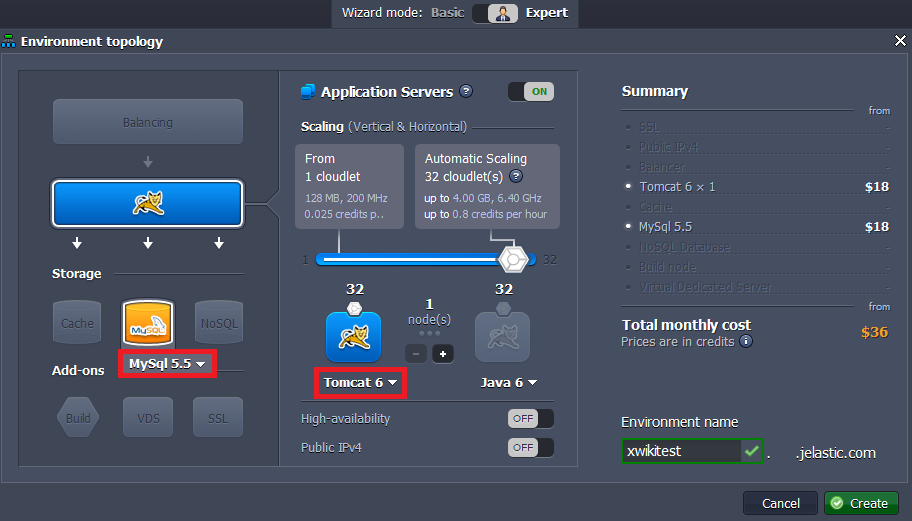 Wizard mode: Basic Expert
Environment topology
Balancing
Storage
Cache
MySQL
NoSQL
MySql 5.5
Add-ons
Build
VDS
SSL
Application Servers ? ON
Scaling (Vertical & Horizontal)
From
1 cloudlet
128 MB, 200 MHz
0.025 credits p..
Automatic Scaling
32 cloudlet(s) ?
up to 4.00 GB, 6.40 GHz
up to 0.8 credits per hour
1 32
32
1
node(s)
32
Tomcat 6
Java 6
High-availability OFF
Public IPv4 OFF
Summary
from
SSL -
Public IPv4 -
Balancer -
Tomcat 6 × 1 $18
Cache -
MySql 5.5 $18
NoSQL Database -
Build node -
Virtual Dedicated Server -
from
Total monthly cost $36
Prices are in credits i
Environment name
xwikitest . .jelastic.com
Cancel Create